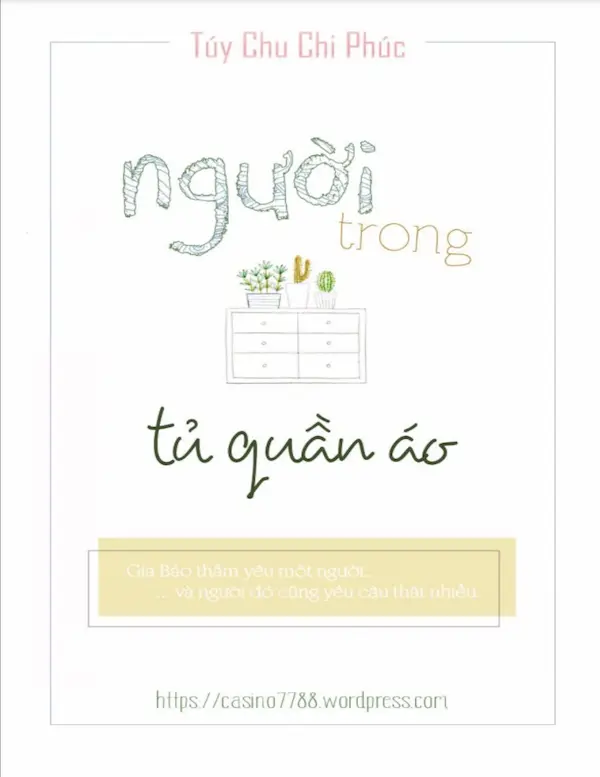 Túy Chu Chi Phúc
người
trong
tủ quần áo
Gia Bảo thầm yêu một người...
... và người đó cũng yêu cậu thật nhiều.
https://casino7788.wordpress.com